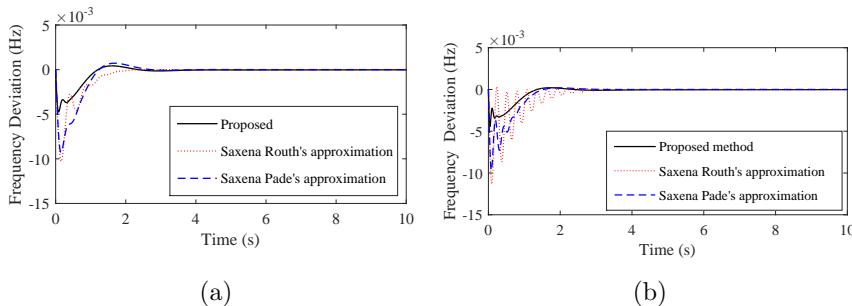 ×10⁻³
5
0
-5
-10
-15
Frequency Deviation (Hz)
0 2 4 6 8 10
Time (s)
Proposed
Saxena Routh's approximation
Saxena Pade's approximation
(a)
×10⁻³
5
0
-5
-10
-15
Frequency Deviation (Hz)
0 2 4 6 8 10
Time (s)
Proposed method
Saxena Routh's approximation
Saxena Pade's approximation
(b)